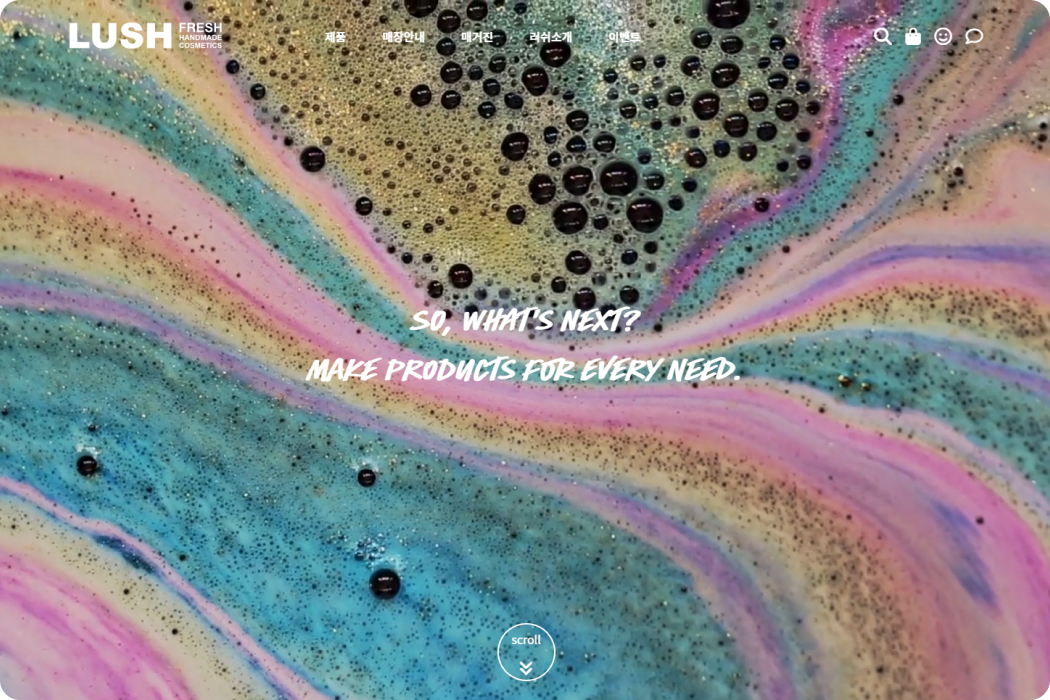 LUSH FRESH HANDMADE COSMETICS
제품 매장안내 매거진 러쉬소개 이벤트
SO, WHAT'S NEXT?
MAKE PRODUCTS FOR EVERY NEED.
scroll